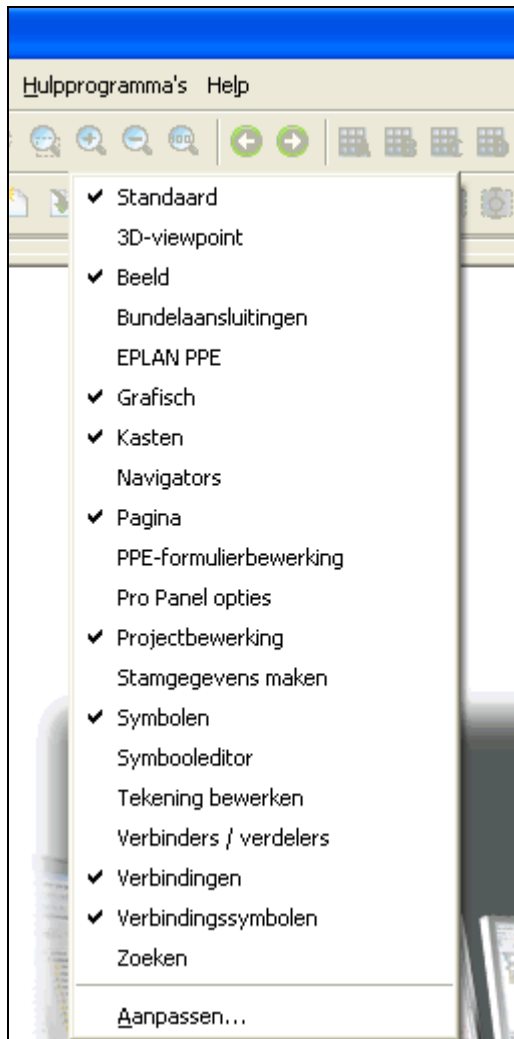 Hulpprogramma's Help
Standaard
3D-viewpoint
Beeld
Bundelaansluitingen
EPLAN PPE
Grafisch
Kasten
Navigators
Pagina
PPE-formulierbewerking
Pro Panel opties
Projectbewerking
Stamgegevens maken
Symbolen
Symbooleditor
Tekening bewerken
Verbinders / verdelers
Verbindingen
Verbindingssymbolen
Zoeken
Aanpassen...